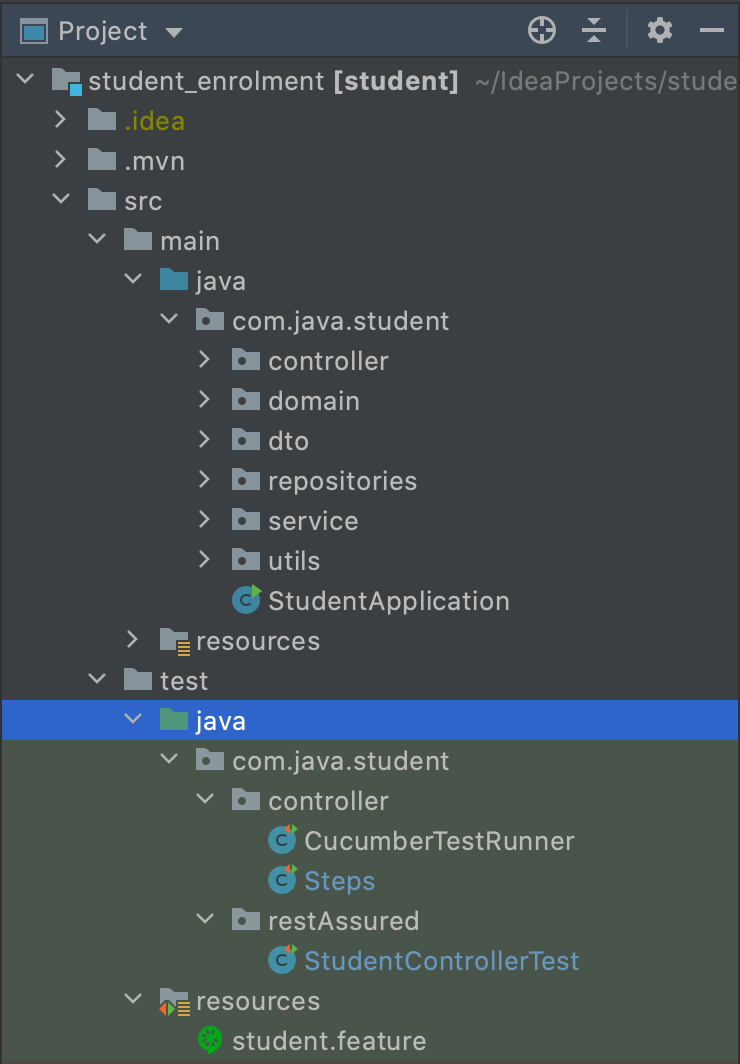 Project
student_enrolment [student] ~/IdeaProjects/stude
.idea
.mvn
src
main
java
com.java.student
controller
domain
dto
repositories
service
utils
StudentApplication
resources
test
java
com.java.student
controller
CucumberTestRunner
Steps
restAssured
StudentControllerTest
resources
student.feature